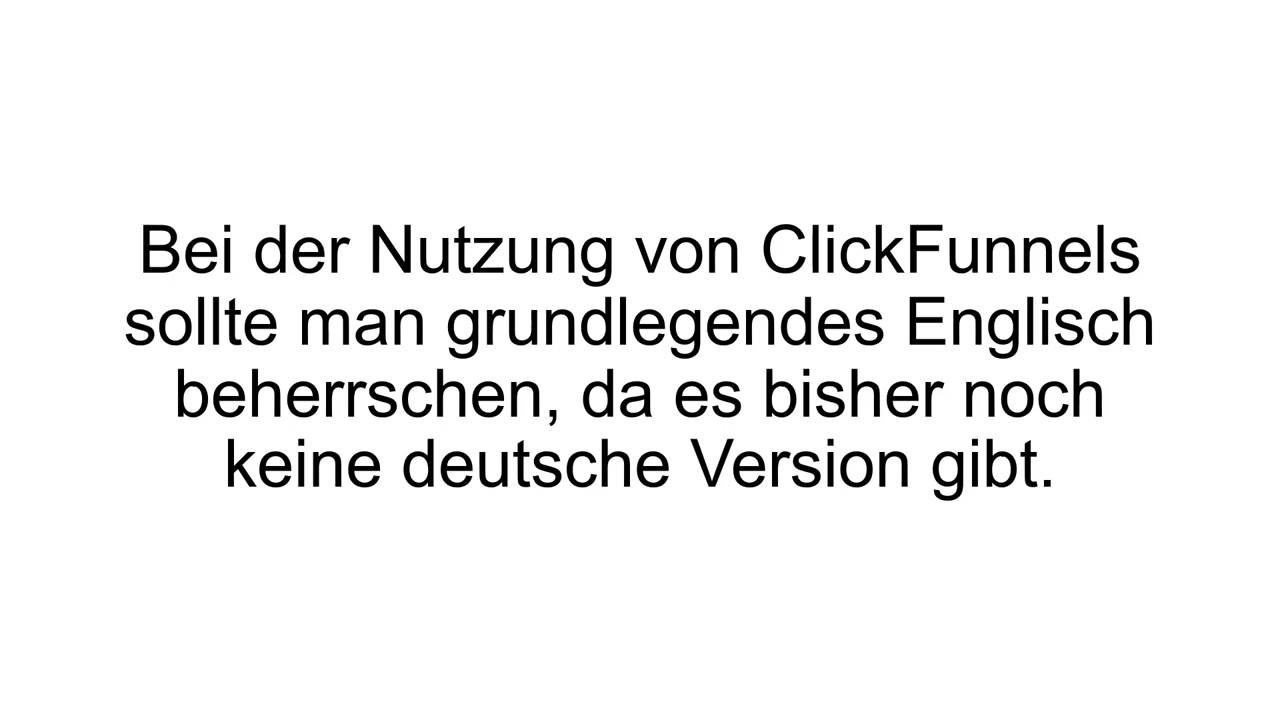 Bei der Nutzung von ClickFunnels
sollte man grundlegendes Englisch
beherrschen, da es bisher noch
keine deutsche Version gibt.